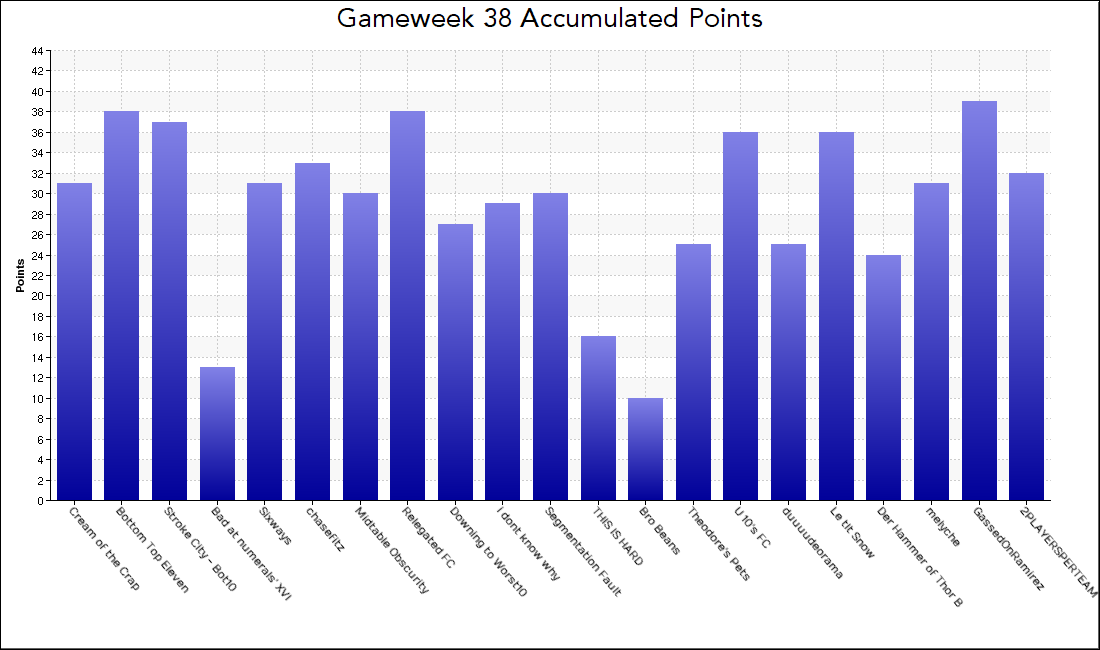 Gameweek 38 Accumulated Points
44
42
40
38
36
34
32
30
28
26
24
22
20
18
16
14
12
10
8
6
4
2
0
Points
Cream of the Crap
Bottom Top Eleven
Stroke City - Bot10
Bad at numerals' XVI
Sixways
chasefitz
Midtable Obscurity
Relegated FC
Downing to Worst10
i dont know why
Segmentation Fault
THIS IS HARD
Bro Beans
Theodore's Pets
U10's FC
duuuudeorama
Le tit Snow
Der Hammer of Thor B
melyche
GassedOnRamirez
2PLAYERSPERTEAM